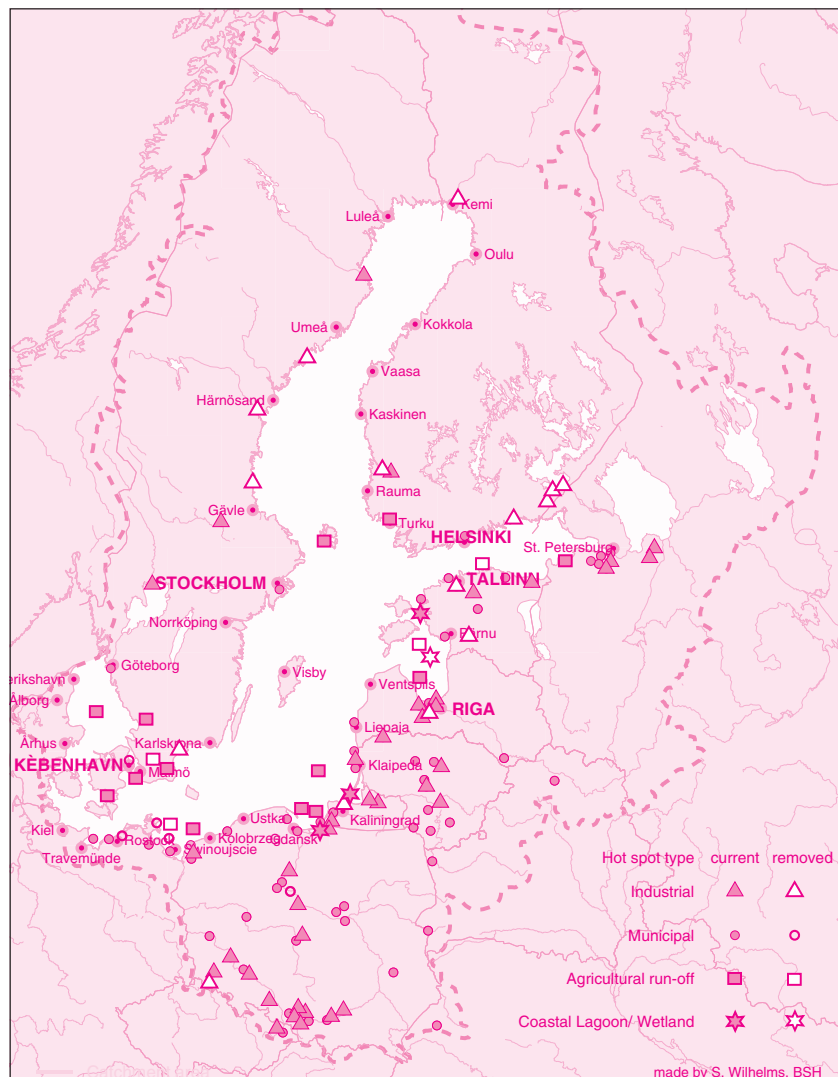 Kemi
Luleå
Oulu
Umeå
Kokkola
Vaasa
Härnösand
Kaskinen
Rauma
Gävle
Turku
HELSINKI
St. Petersburg
STOCKHOLM
TALLINN
Norrköping
Pärnu
Göteborg
Visby
erikshavn
Ventspils
Ålborg
RIGA
Liepaja
Århus
Karlskrona
KÈBENHAVN
Klaipeda
Malmö
Ustka
Kaliningrad
Kiel
Rostock
Kolobrzeg
Gdansk
Travemünde
Swinoujscie
Hot spot type current removed
Industrial
Municipal
Agricultural run-off
Coastal Lagoon/ Wetland
made by S. Wilhelms, BSH